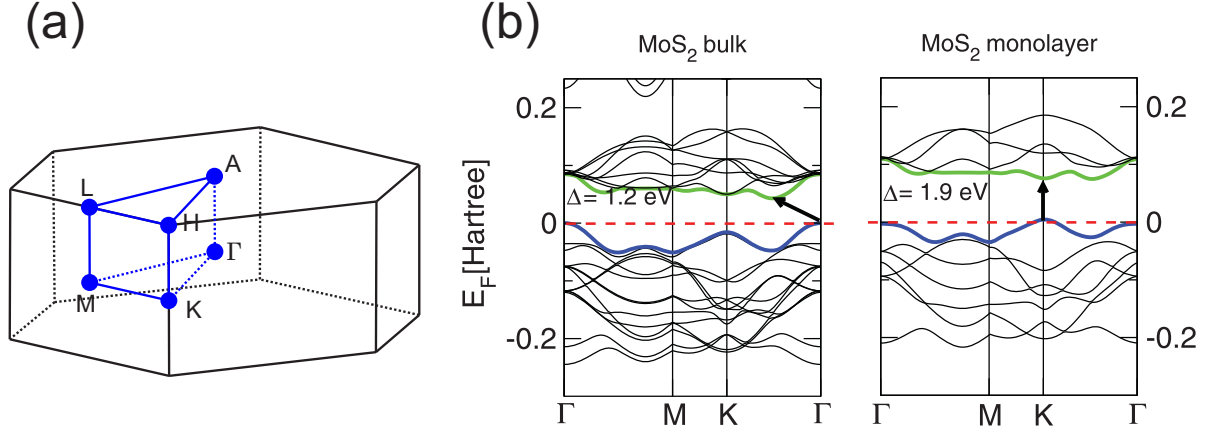 (a)
(b)
MoS₂ bulk
MoS₂ monolayer
A
L
H
Γ
M
K
E_F[Hartree]
0.2
0
-0.2
Δ= 1.2 eV
Γ
M
K
Γ
Δ= 1.9 eV
0.2
0
-0.2
Γ
M
K
Γ